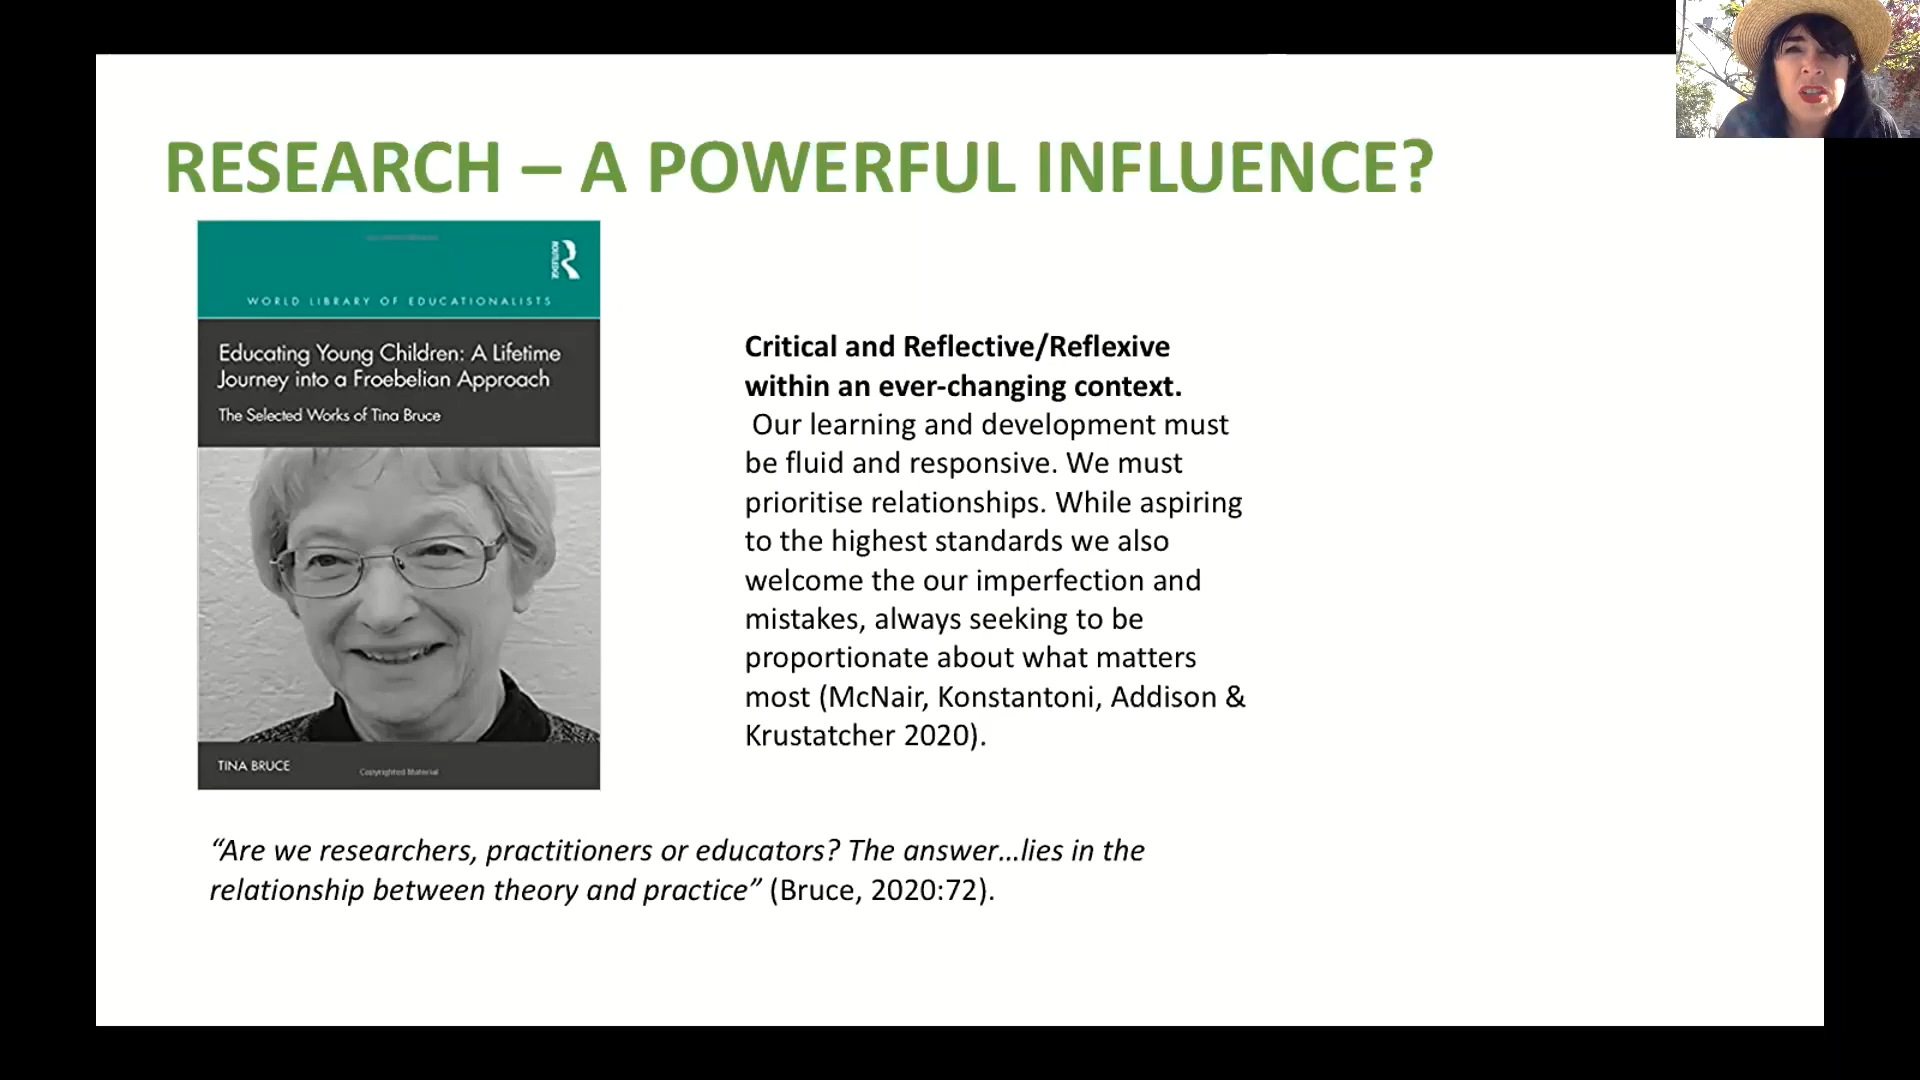 RESEARCH – A POWERFUL INFLUENCE?
ROUTLEDGE
WORLD LIBRARY OF EDUCATIONALISTS
Educating Young Children: A Lifetime
Journey into a Froebelian Approach
The Selected Works of Tina Bruce
TINA BRUCE
Copyrighted Material
Critical and Reflective/Reflexive
within an ever-changing context.
Our learning and development must
be fluid and responsive. We must
prioritise relationships. While aspiring
to the highest standards we also
welcome the our imperfection and
mistakes, always seeking to be
proportionate about what matters
most (McNair, Konstantoni, Addison &
Krustatcher 2020).
“Are we researchers, practitioners or educators? The answer…lies in the
relationship between theory and practice” (Bruce, 2020:72).